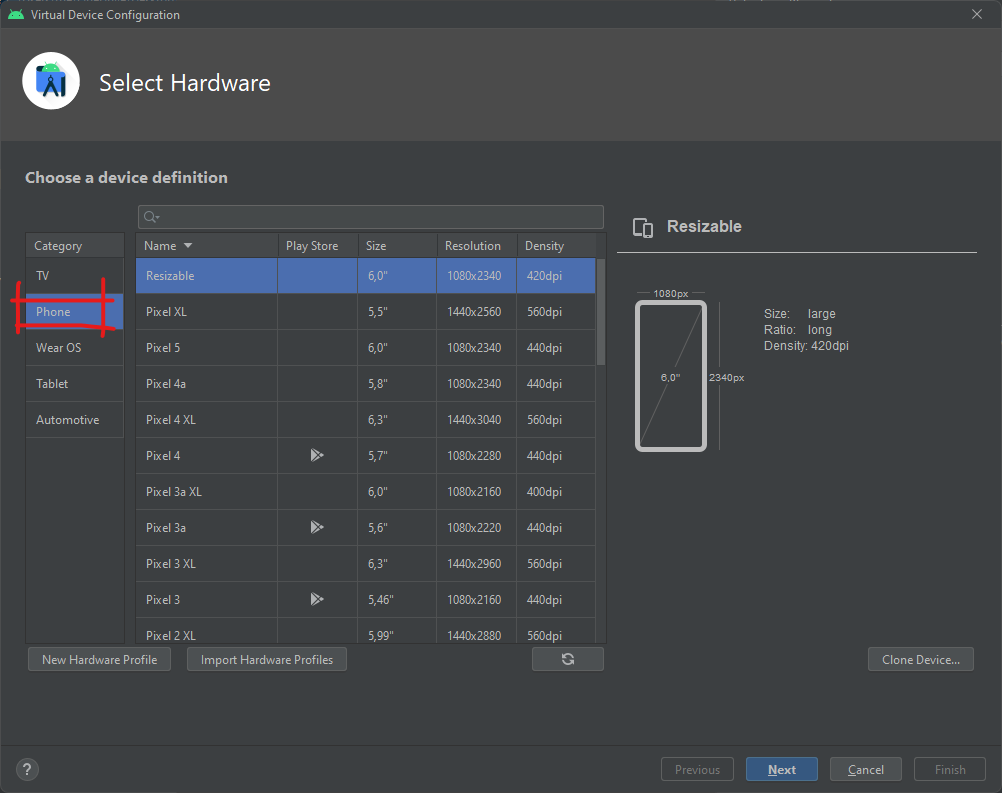 Virtual Device Configuration
Select Hardware
Choose a device definition
Category
TV
Phone
Wear OS
Tablet
Automotive
Name Play Store Size Resolution Density
Resizable 6,0" 1080x2340 420dpi
Pixel XL 5,5" 1440x2560 560dpi
Pixel 5 6,0" 1080x2340 440dpi
Pixel 4a 5,8" 1080x2340 440dpi
Pixel 4 XL 6,3" 1440x3040 560dpi
Pixel 4 5,7" 1080x2280 440dpi
Pixel 3a XL 6,0" 1080x2160 400dpi
Pixel 3a 5,6" 1080x2220 440dpi
Pixel 3 XL 6,3" 1440x2960 560dpi
Pixel 3 5,46" 1080x2160 440dpi
Pixel 2 XL 5,99" 1440x2880 560dpi
Resizable
1080px
6,0"
2340px
Size: large
Ratio: long
Density: 420dpi
New Hardware Profile
Import Hardware Profiles
Clone Device...
?
Previous
Next
Cancel
Finish